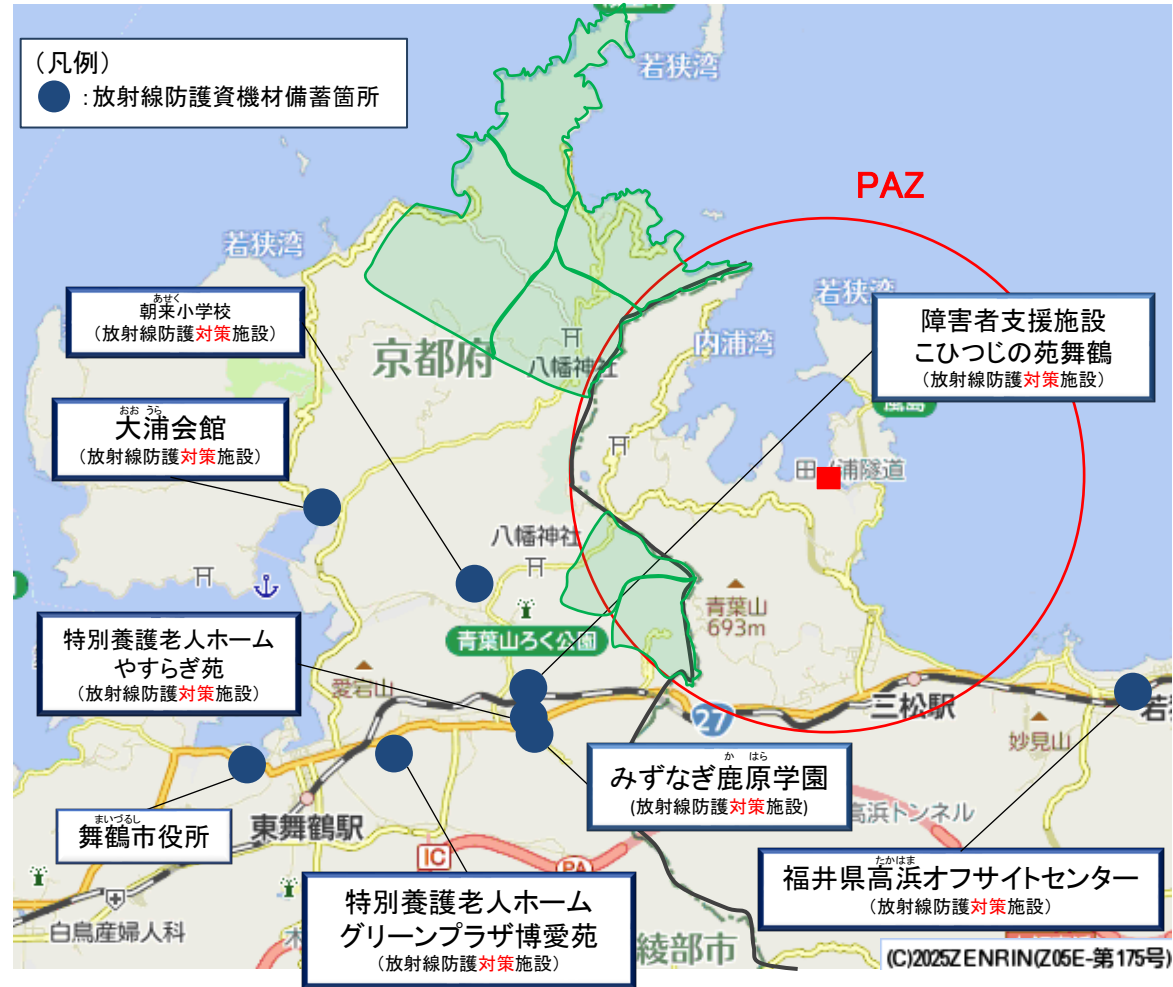 (凡例)
:放射線防護資機材備蓄箇所
若狭湾
PAZ
若狭湾
あせく
朝来小学校
(放射線防護対策施設)
京都府
八幡神社
内浦湾
若狭湾
障害者支援施設
こひつじの苑舞鶴
(放射線防護対策施設)
おお うら
大浦会館
(放射線防護対策施設)
田ノ浦隧道
八幡神社
青葉山
693m
青葉山ろく公園
特別養護老人ホーム
やすらぎ苑
(放射線防護対策施設)
愛宕山
三松駅
27
妙見山
か はら
みずなぎ鹿原学園
(放射線防護対策施設)
高浜トンネル
まいづるし
舞鶴市役所
東舞鶴駅
IC
PA
たかはま
福井県高浜オフサイトセンター
(放射線防護対策施設)
特別養護老人ホーム
グリーンプラザ博愛苑
(放射線防護対策施設)
白鳥産婦人科
綾部市
(C)2025ZENRIN(Z05E-第175号)